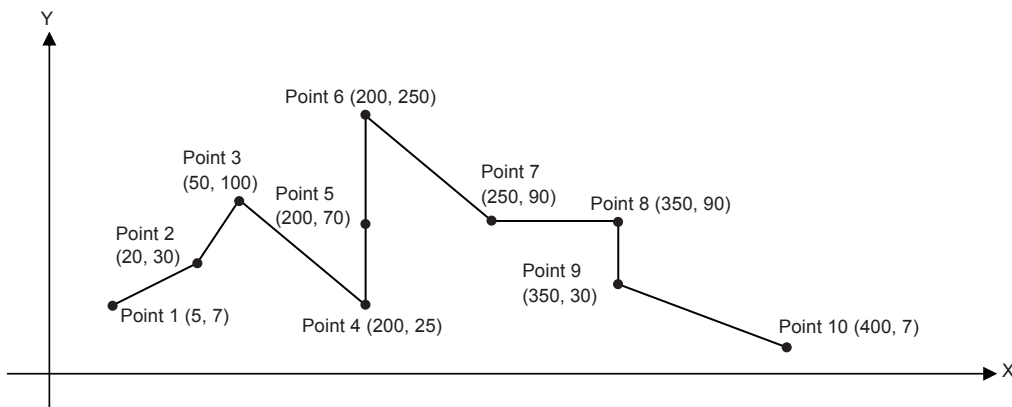 Y
Point 6 (200, 250)
Point 3
(50, 100)
Point 5
(200, 70)
Point 7
(250, 90)
Point 8 (350, 90)
Point 2
(20, 30)
Point 9
(350, 30)
Point 1 (5, 7)
Point 4 (200, 25)
Point 10 (400, 7)
X